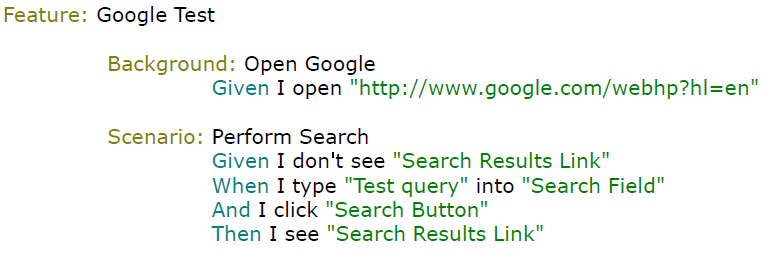 Feature: Google Test
Background: Open Google
Given I open "http://www.google.com/webhp?hl=en"
Scenario: Perform Search
Given I don't see "Search Results Link"
When I type "Test query" into "Search Field"
And I click "Search Button"
Then I see "Search Results Link"